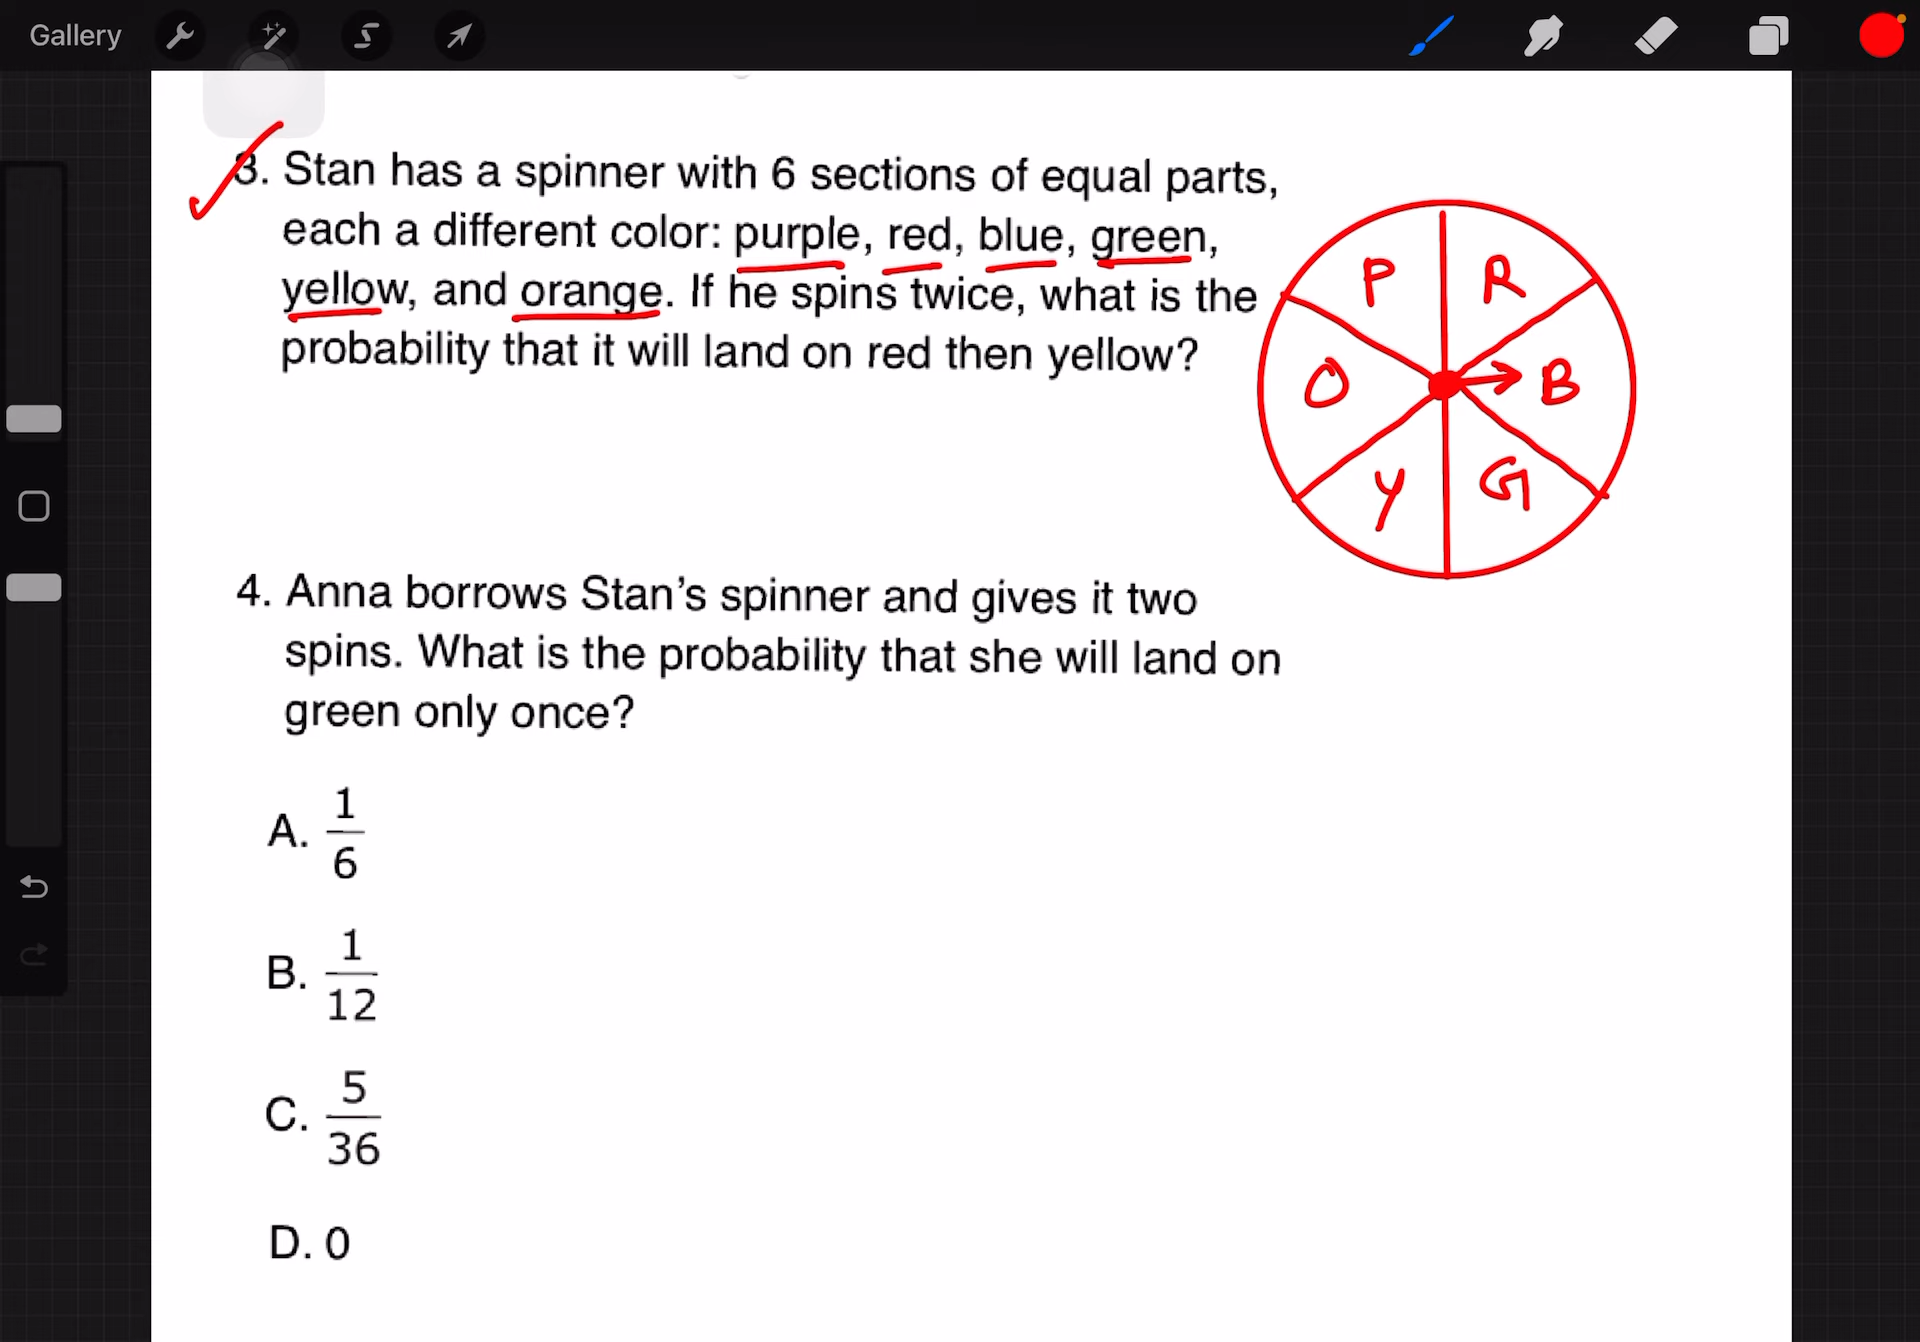 Gallery
3. Stan has a spinner with 6 sections of equal parts,
each a different color: purple, red, blue, green,
yellow, and orange. If he spins twice, what is the
probability that it will land on red then yellow?
P R
O B
Y G
4. Anna borrows Stan's spinner and gives it two
spins. What is the probability that she will land on
green only once?
A. 1/6
B. 1/12
C. 5/36
D. 0